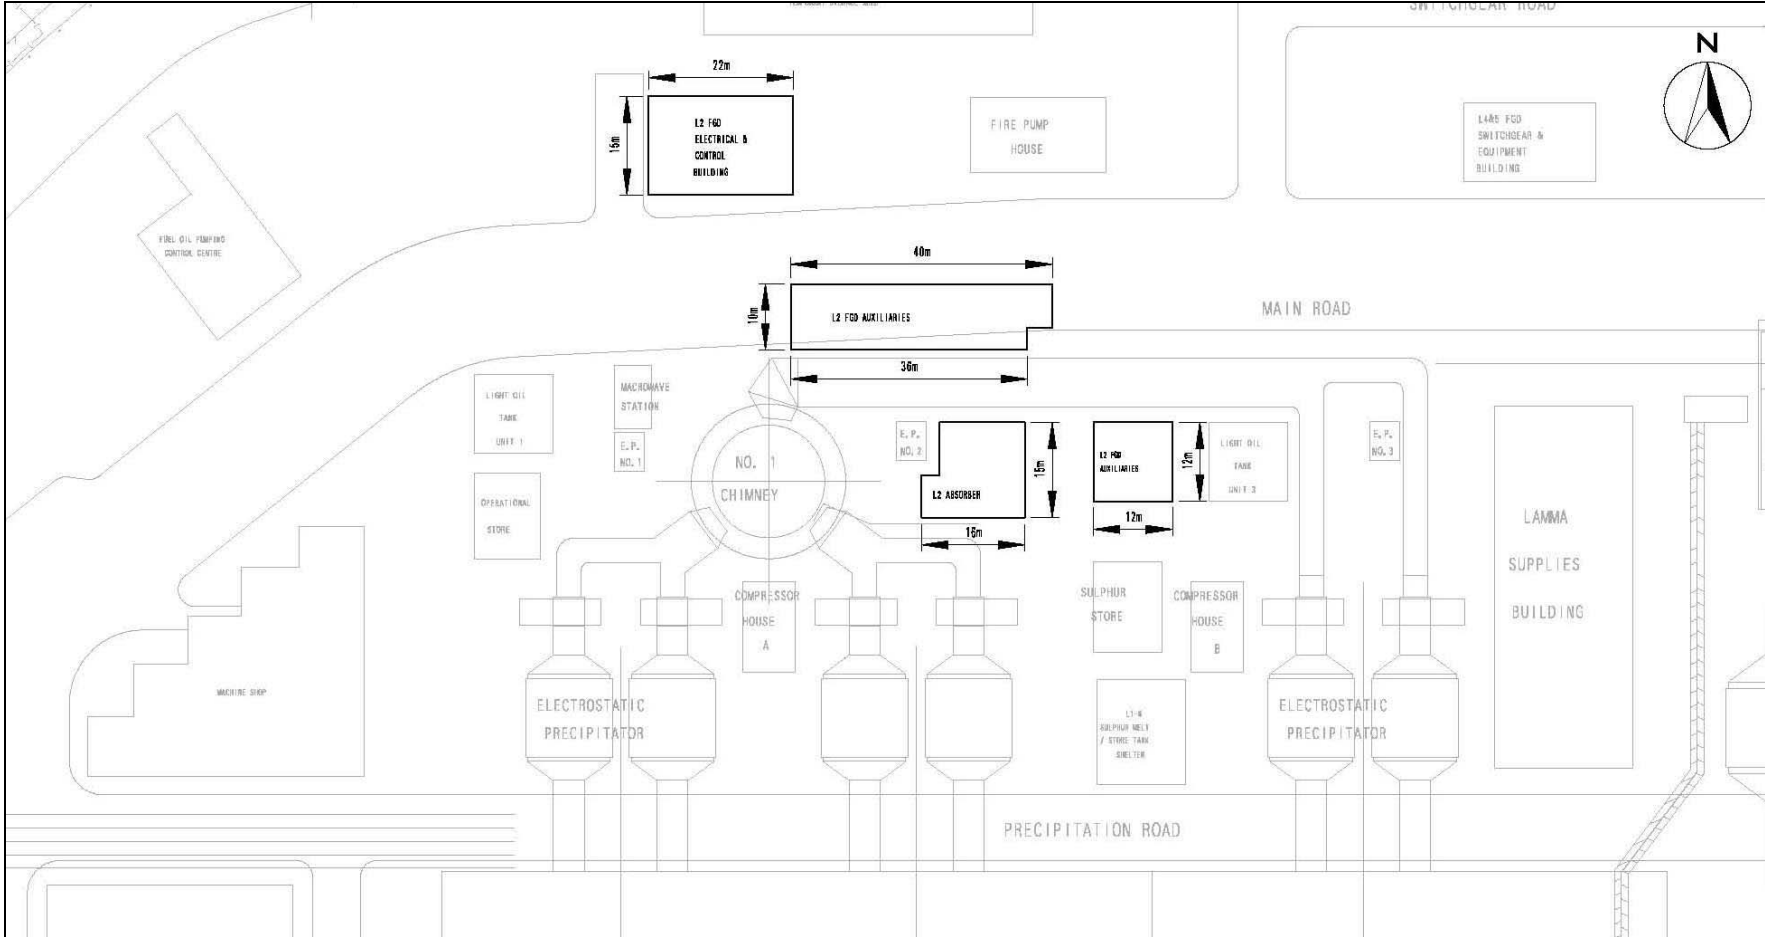 SWITCHGEAR ROAD
N
22m
15m
L2 FGD
ELECTRICAL &
CONTROL
BUILDING
FIRE PUMP
HOUSE
L4&5 FGD
SWITCHGEAR &
EQUIPMENT
BUILDING
FUEL OIL PUMPING
CONTROL CENTRE
40m
10m
L2 FGD AUXILIARIES
MAIN ROAD
36m
LIGHT OIL
TANK
UNIT 1
MACROWAVE
STATION
E.P.
NO.1
NO. 1
CHIMNEY
E.P.
NO.2
L2 ABSORBER
15m
16m
L2 FGD
AUXILIARIES
12m
12m
LIGHT OIL
TANK
UNIT 3
E.P.
NO.3
OPERATIONAL
STORE
LAMMA
SUPPLIES
BUILDING
COMPRESSOR
HOUSE
A
SULPHUR
STORE
COMPRESSOR
HOUSE
B
MACHINE SHOP
ELECTROSTATIC
PRECIPITATOR
SULPHUR MELT
/ STORE TANK
SHELTER
ELECTROSTATIC
PRECIPITATOR
PRECIPITATION ROAD